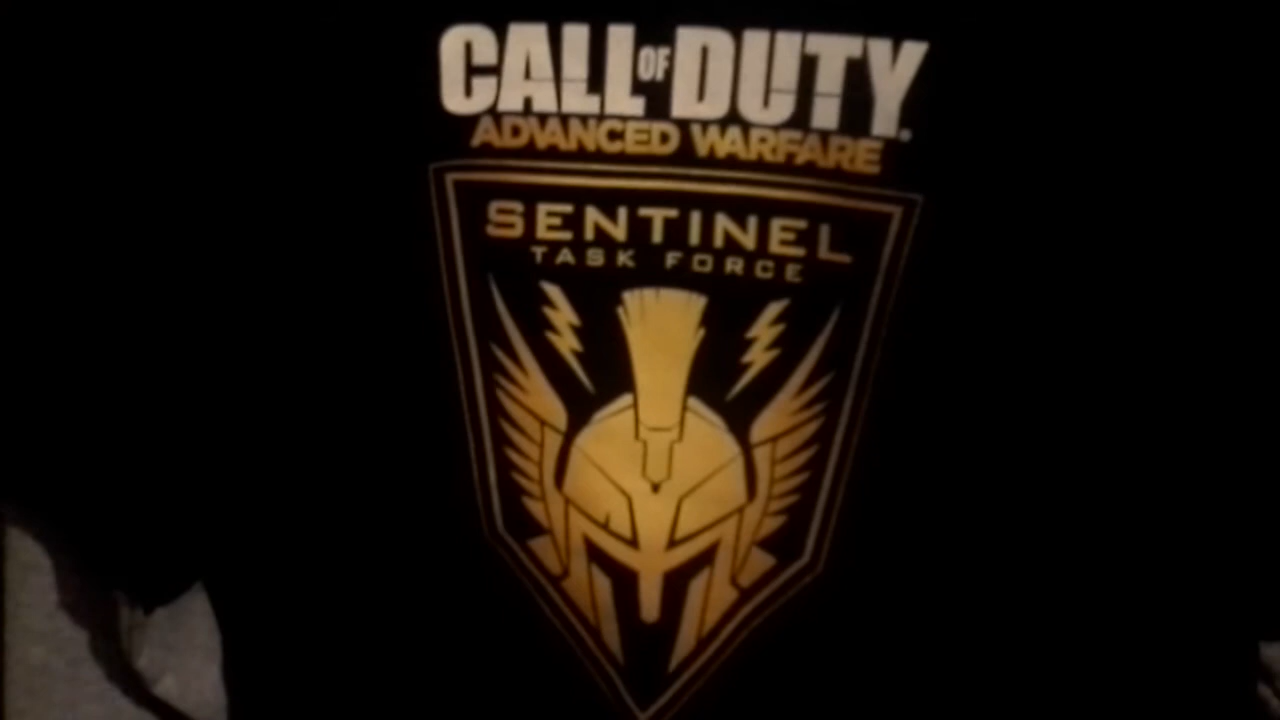 CALL OF DUTY
ADVANCED WARFARE
SENTINEL
TASK FORCE